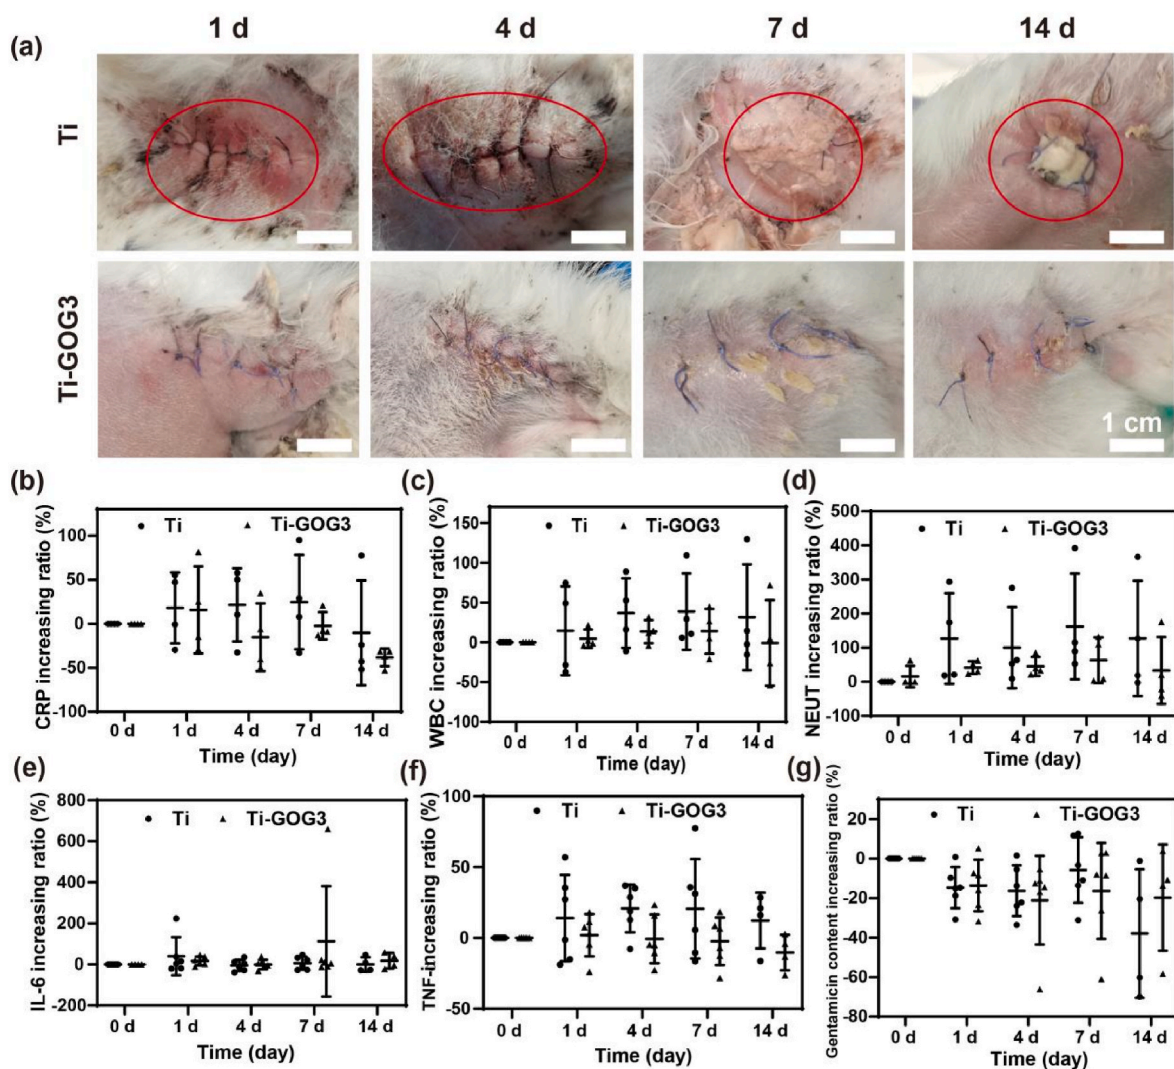 1 d 4 d 7 d 14 d
(a)
Ti
Ti-GOG3
1 cm
(b)
CRP increasing ratio (%)
Ti Ti-GOG3
100
50
0
-50
-100
0 d 1 d 4 d 7 d 14 d
Time (day)
(c)
WBC increasing ratio (%)
Ti Ti-GOG3
150
100
50
0
-50
-100
0 d 1 d 4 d 7 d 14 d
Time (day)
(d)
NEUT increasing ratio (%)
Ti Ti-GOG3
500
400
300
200
100
0
-100
0 d 1 d 4 d 7 d 14 d
Time (day)
(e)
IL-6 increasing ratio (%)
Ti Ti-GOG3
800
600
400
200
0
-200
0 d 1 d 4 d 7 d 14 d
Time (day)
(f)
TNF-increasing ratio (%)
Ti Ti-GOG3
100
50
0
-50
0 d 1 d 4 d 7 d 14 d
Time (day)
(g)
Gentamicin content increasing ratio (%)
Ti Ti-GOG3
20
0
-20
-40
-60
-80
0 d 1 d 4 d 7 d 14 d
Time (day)